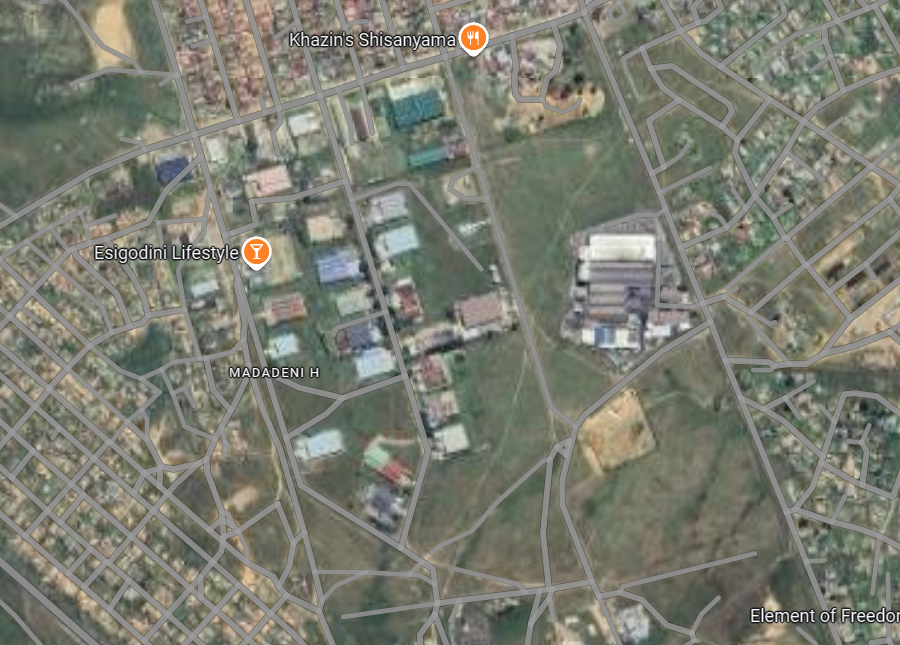 Khazin's Shisanyama
Esigodini Lifestyle
MADADENI H
Element of Freedor